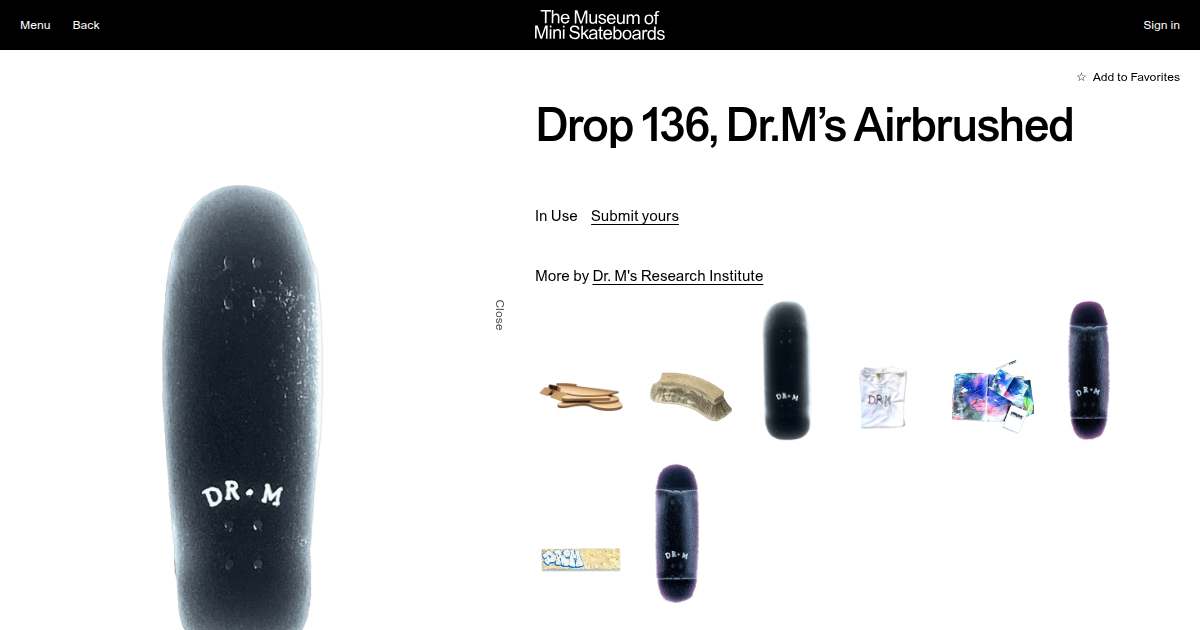 Menu
Back
The Museum of
Mini Skateboards
Sign in
☆ Add to Favorites
Drop 136, Dr.M’s Airbrushed
In Use Submit yours
More by Dr. M's Research Institute
Close
DR•M
DR•M
DR.M
DR•M
DR•M